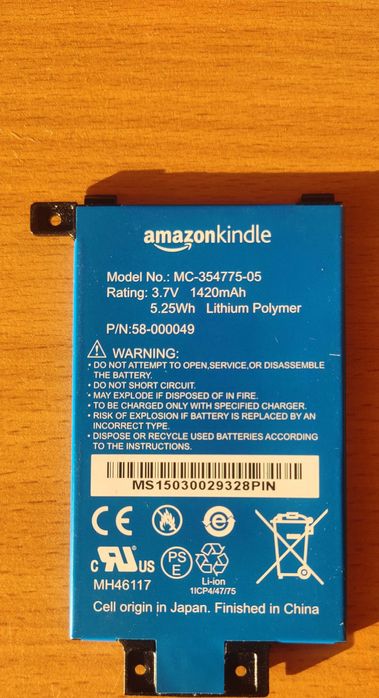 amazonkindle
Model No.: MC-354775-05
Rating: 3.7V 1420mAh
5.25Wh Lithium Polymer
P/N:58-000049
WARNING:
• DO NOT ATTEMPT TO OPEN,SERVICE,OR DISASSEMBLE
THE BATTERY.
• DO NOT SHORT CIRCUIT.
• MAY EXPLODE IF DISPOSED OF IN FIRE.
• TO BE CHARGED ONLY WITH SPECIFIED CHARGER.
• RISK OF EXPLOSION IF BATTERY IS REPLACED BY AN
INCORRECT TYPE.
• DISPOSE OR RECYCLE USED BATTERIES ACCORDING
TO THE INSTRUCTIONS.
MS15030029328PIN
CE
e
c RU us
PS
E
Li-ion
1ICP4/47/75
MH46117
Cell origin in Japan. Finished in China